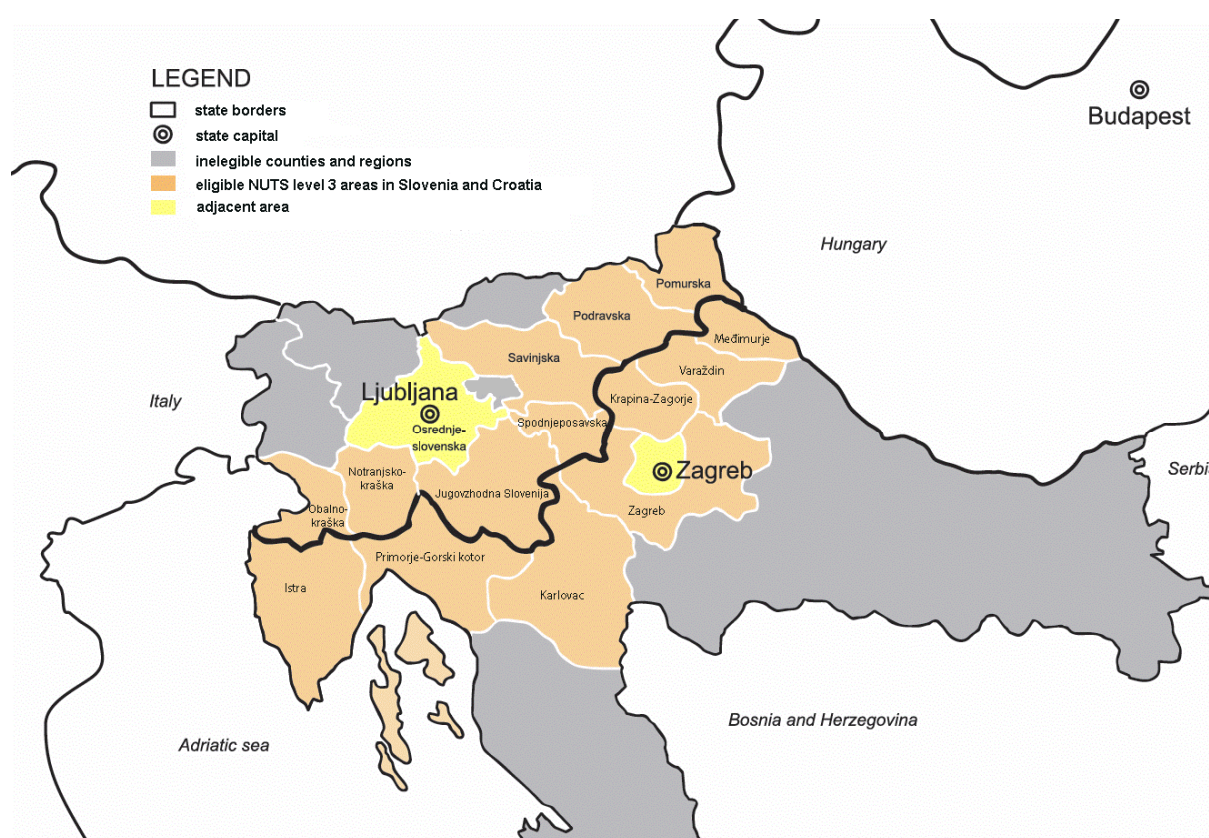 LEGEND
state borders
state capital
inelegible counties and regions
eligible NUTS level 3 areas in Slovenia and Croatia
adjacent area
Budapest
Hungary
Pomurska
Podravska
Međimurje
Savinjska
Varaždin
Italy
Ljubljana
Krapina-Zagorje
Osrednje-
slovenska
Spodnjeposavska
Serbi
Notranjsko-
kraška
Zagreb
Jugovzhodna Slovenija
Obalno-
kraška
Zagreb
Primorje-Gorski kotor
Istra
Karlovac
Bosnia and Herzegovina
Adriatic sea